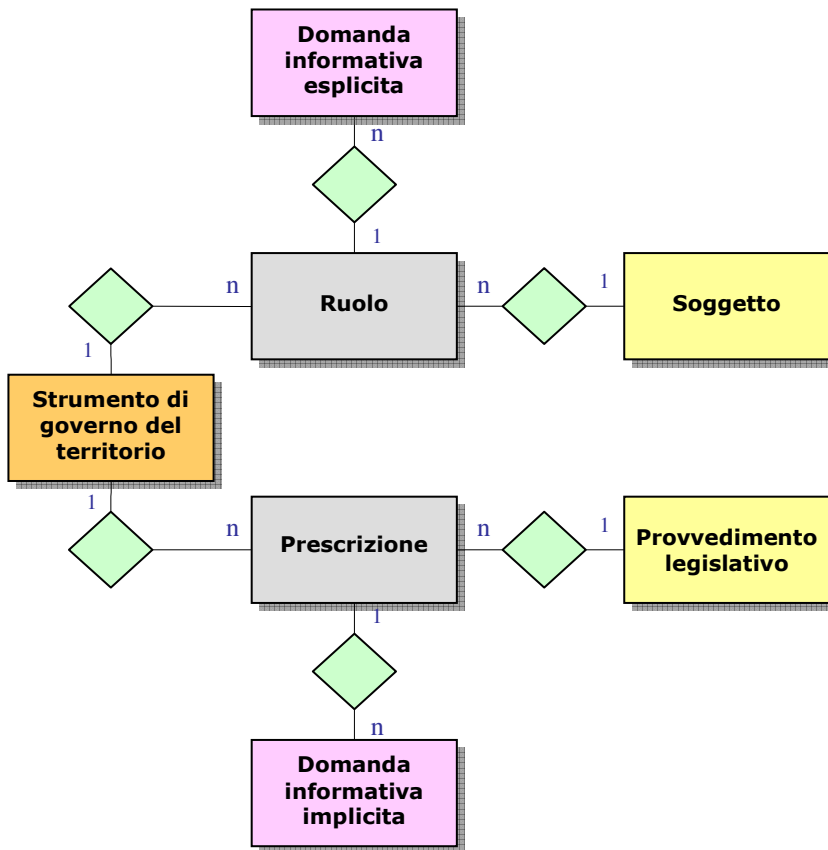 Domanda
informativa
esplicita
n
1
n
Ruolo
n
1
Soggetto
1
Strumento di
governo del
territorio
1
n
Prescrizione
n
1
Provvedimento
legislativo
1
n
Domanda
informativa
implicita